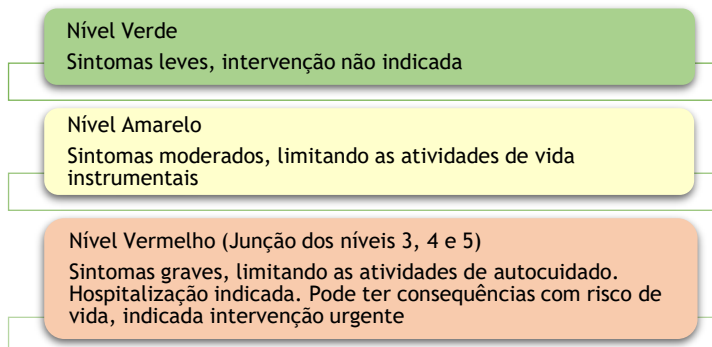 Nível Verde
Sintomas leves, intervenção não indicada
Nível Amarelo
Sintomas moderados, limitando as atividades de vida
instrumentais
Nível Vermelho (Junção dos níveis 3, 4 e 5)
Sintomas graves, limitando as atividades de autocuidado.
Hospitalização indicada. Pode ter consequências com risco de
vida, indicada intervenção urgente